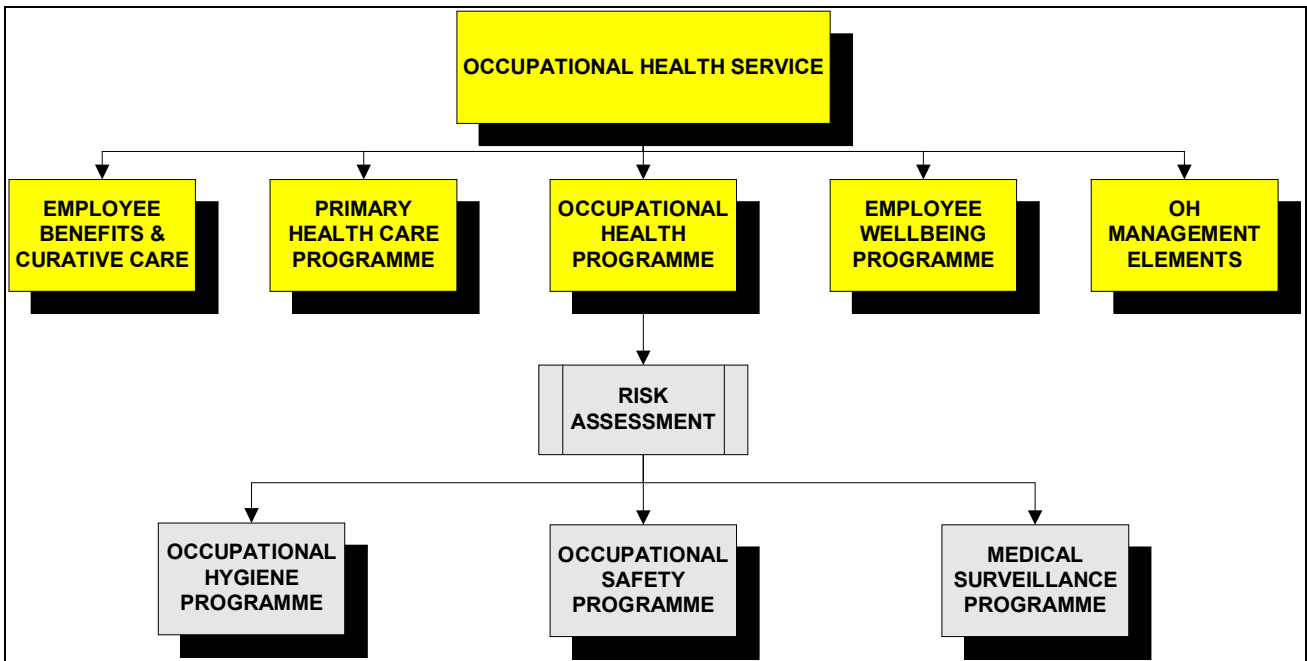 OCCUPATIONAL HEALTH SERVICE
EMPLOYEE
BENEFITS &
CURATIVE CARE
PRIMARY
HEALTH CARE
PROGRAMME
OCCUPATIONAL
HEALTH
PROGRAMME
EMPLOYEE
WELLBEING
PROGRAMME
OH
MANAGEMENT
ELEMENTS
RISK
ASSESSMENT
OCCUPATIONAL
HYGIENE
PROGRAMME
OCCUPATIONAL
SAFETY
PROGRAMME
MEDICAL
SURVEILLANCE
PROGRAMME